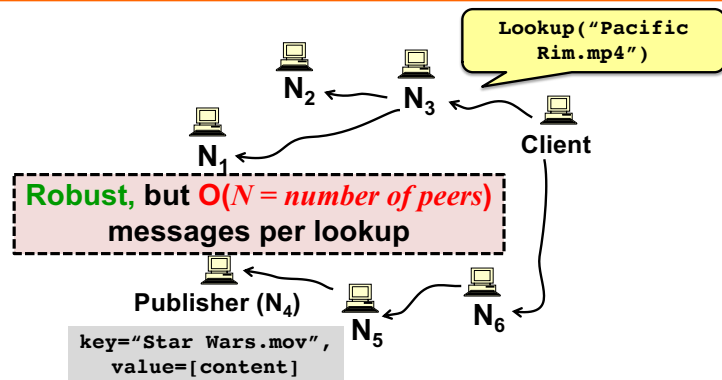 Lookup("Pacific
Rim.mp4")
N₂
N₃
Client
N₁
Robust, but O(N = number of peers)
messages per lookup
Publisher (N₄)
N₅
N₆
key="Star Wars.mov",
value=[content]